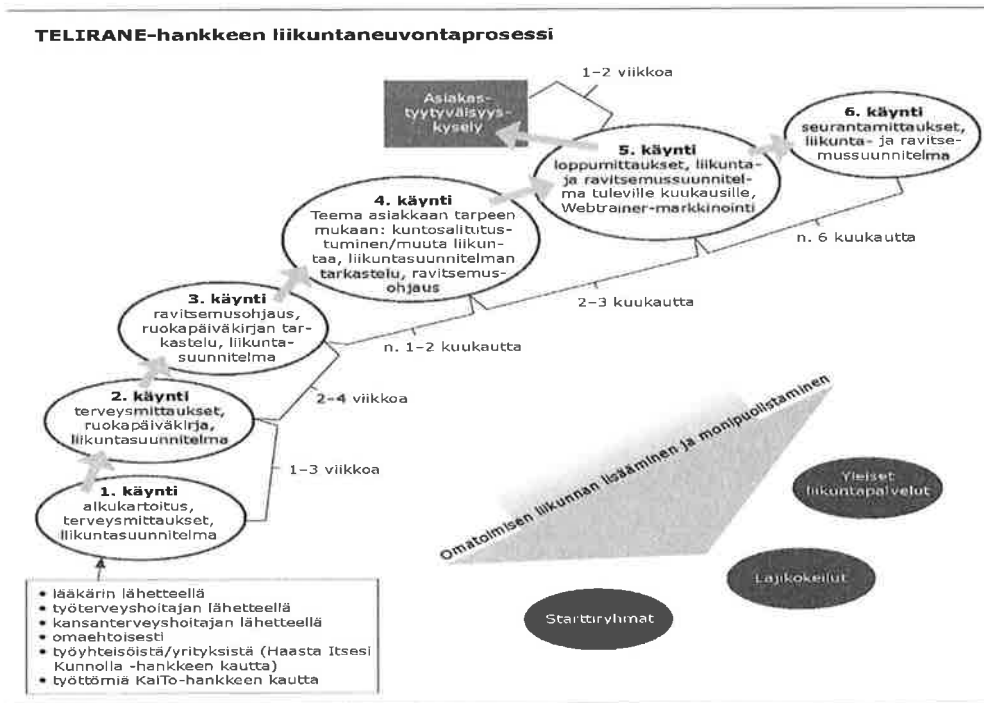 TELIRANE-hankkeen liikuntaneuvontaprosessi
1–2 viikkoa
Asiakas-
tyytyväisyys-
kysely
6. käynti
seurantamittaukset,
liikunta- ja ravitse-
mussuunnitelma
5. käynti
loppumittaukset, liikunta-
ja ravitsemussuunnitel-
ma tuleville kuukausille,
Webtrainer-markkinointi
4. käynti
Teema asiakkaan tarpeen
mukaan: kuntosalitutus-
tuminen/muuta liikun-
taa, liikuntasuunnitelman
tarkastelu, ravitsemus-
ohjaus
n. 6 kuukautta
2–3 kuukautta
3. käynti
ravitsemusohjaus,
ruokapäiväkirjan tar-
kastelu, liikunta-
suunnitelma
n. 1–2 kuukautta
2. käynti
terveysmittaukset,
ruokapäiväkirja,
liikuntasuunnitelma
2–4 viikkoa
1–3 viikkoa
1. käynti
alkukartoitus,
terveysmittaukset,
liikuntasuunnitelma
Omatoimisen liikunnan lisääminen ja monipuolistaminen
Yleiset
liikuntapalvelut
Lajikokeilut
Starttiryhmat
• lääkärin lähetteellä
• työterveyshoitajan lähetteellä
• kansanterveyshoitajan lähetteellä
• omaehtoisesti
• työyhteisöistä/yrityksistä (Haasta Itsesi
Kunnolla -hankkeen kautta)
• työttömiä KaiTo-hankkeen kautta